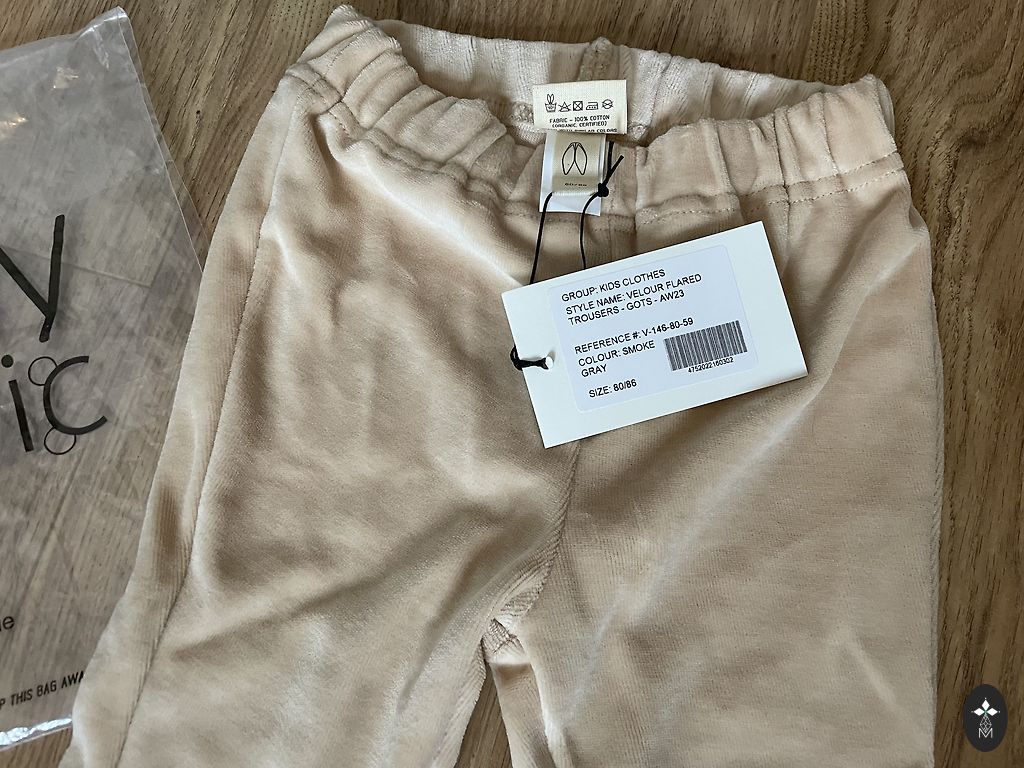 y
ic
P THIS BAG AWA
FABRIC - 100% COTTON
(ORGANIC CERTIFIED)
GROUP: KIDS CLOTHES
STYLE NAME: VELOUR FLARED
TROUSERS - GOTS - AW23
REFERENCE #: V-146-80-59
COLOUR: SMOKE
GRAY
4752022160302
SIZE: 80/86
M